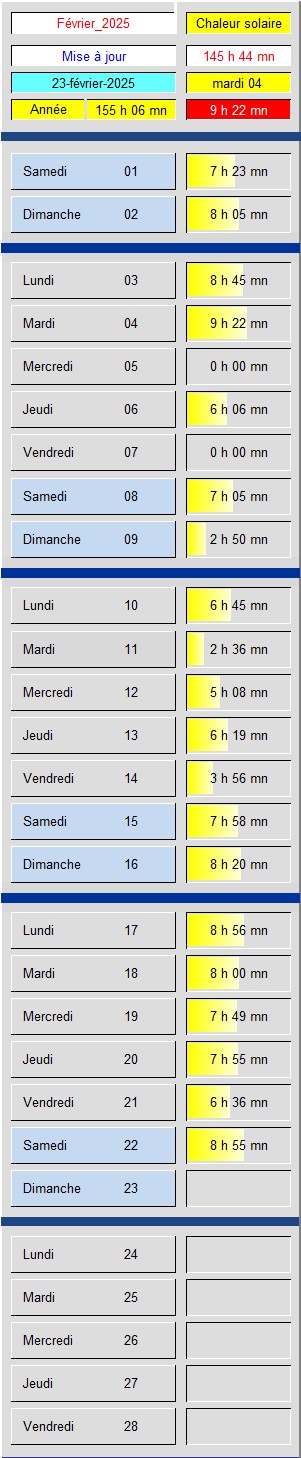 Février_2025 Chaleur solaire
Mise à jour 145 h 44 mn
23-février-2025 mardi 04
Année 155 h 06 mn 9 h 22 mn
Samedi 01 7 h 23 mn
Dimanche 02 8 h 05 mn
Lundi 03 8 h 45 mn
Mardi 04 9 h 22 mn
Mercredi 05 0 h 00 mn
Jeudi 06 6 h 06 mn
Vendredi 07 0 h 00 mn
Samedi 08 7 h 05 mn
Dimanche 09 2 h 50 mn
Lundi 10 6 h 45 mn
Mardi 11 2 h 36 mn
Mercredi 12 5 h 08 mn
Jeudi 13 6 h 19 mn
Vendredi 14 3 h 56 mn
Samedi 15 7 h 58 mn
Dimanche 16 8 h 20 mn
Lundi 17 8 h 56 mn
Mardi 18 8 h 00 mn
Mercredi 19 7 h 49 mn
Jeudi 20 7 h 55 mn
Vendredi 21 6 h 36 mn
Samedi 22 8 h 55 mn
Dimanche 23
Lundi 24
Mardi 25
Mercredi 26
Jeudi 27
Vendredi 28